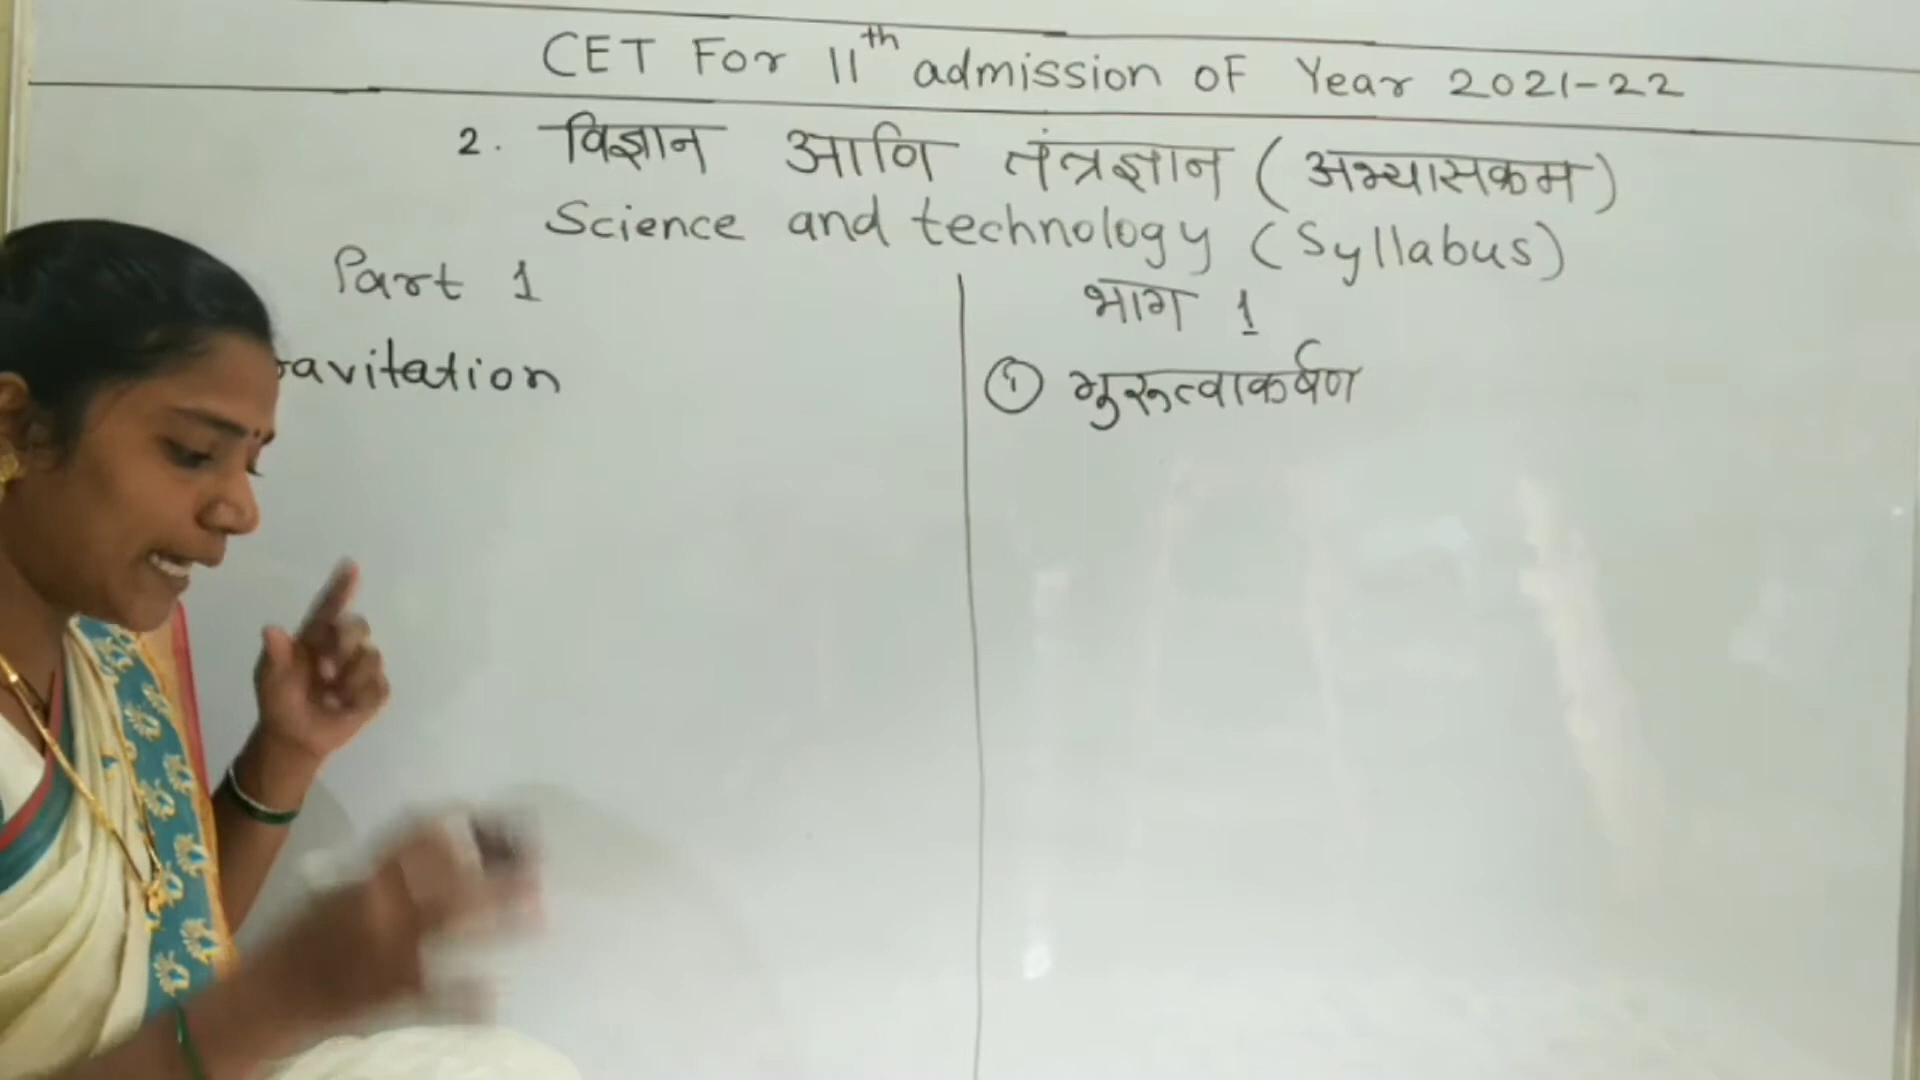 CET For 11th admission of Year 2021-22
2. विज्ञान आणि तंत्रज्ञान (अभ्यासक्रम)
Science and technology (Syllabus)
Part 1
ravitation
भाग 1
① गुरुत्वाकर्षण